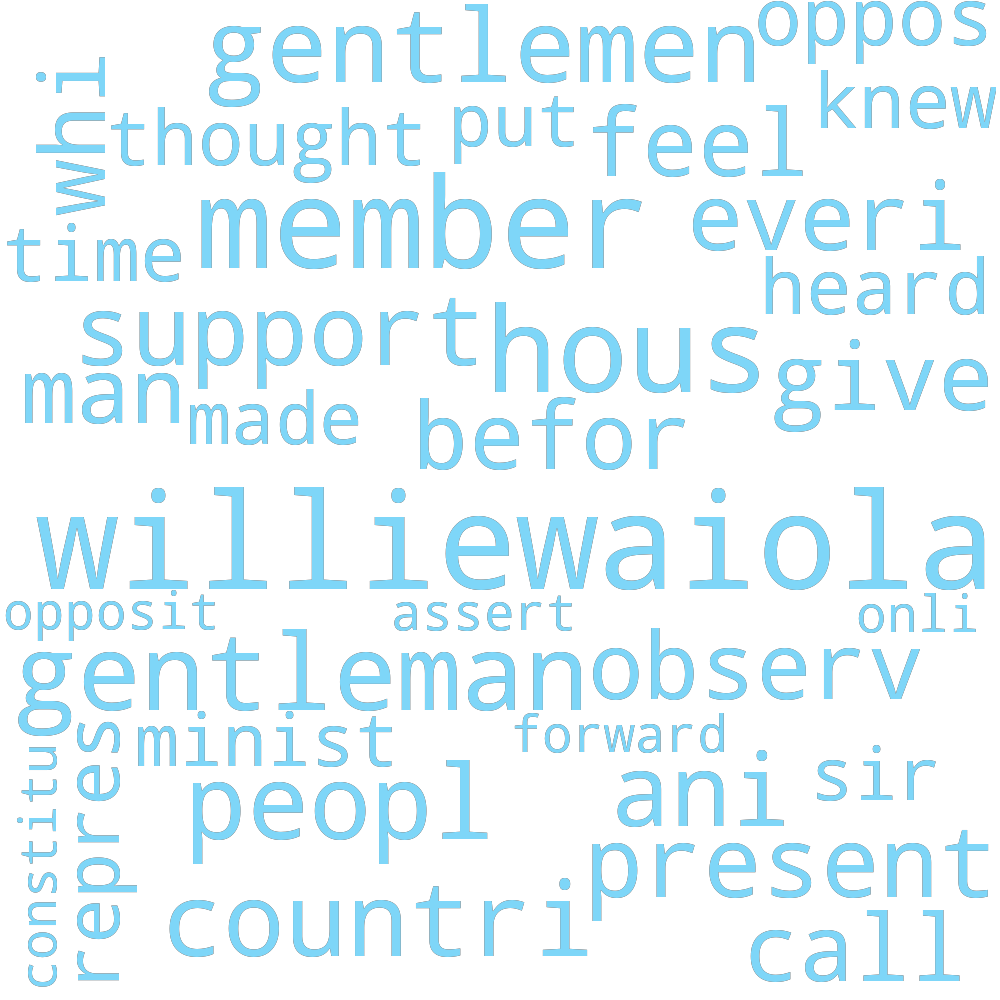 gentlemen
oppos
whi
thought
put
feel
knew
time
member
everi
heard
support
hous
give
man
made
befor
williewaiola
opposit
assert
onli
gentleman
observ
constitu
repres
minist
forward
peopl
ani
sir
present
countri
call